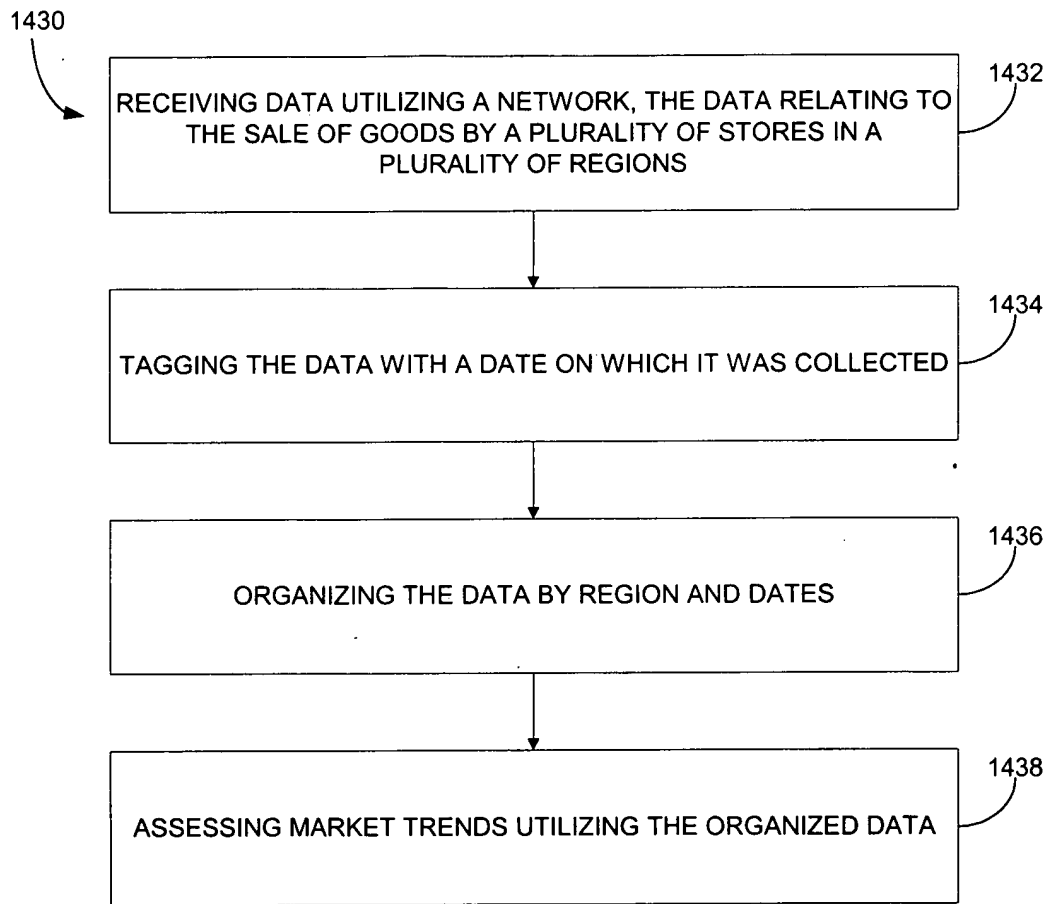 1430
1432
RECEIVING DATA UTILIZING A NETWORK, THE DATA RELATING TO
THE SALE OF GOODS BY A PLURALITY OF STORES IN A
PLURALITY OF REGIONS
1434
TAGGING THE DATA WITH A DATE ON WHICH IT WAS COLLECTED
1436
ORGANIZING THE DATA BY REGION AND DATES
1438
ASSESSING MARKET TRENDS UTILIZING THE ORGANIZED DATA